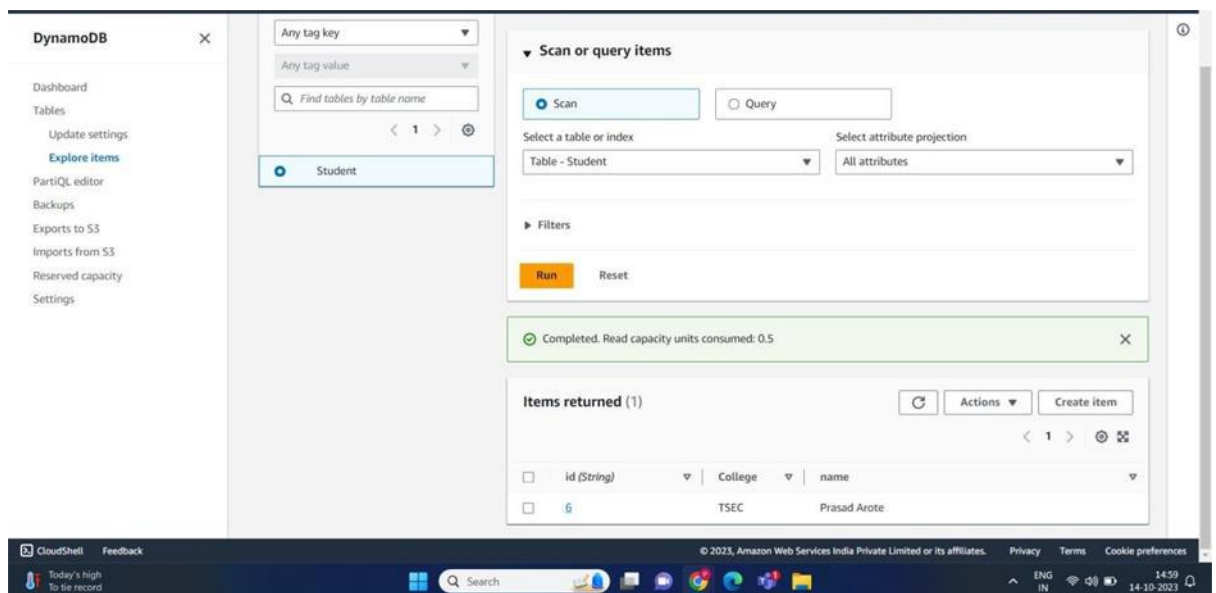 DynamoDB
Dashboard
Tables
Update settings
Explore items
PartiQL editor
Backups
Exports to S3
Imports from S3
Reserved capacity
Settings
Any tag key
Any tag value
Find tables by table name
1
Student
Scan or query items
Scan
Query
Select a table or index
Select attribute projection
Table - Student
All attributes
Filters
Run
Reset
Completed. Read capacity units consumed: 0.5
Items returned (1)
Actions
Create item
1
id (String)
College
name
6
TSEC
Prasad Arote
CloudShell
Feedback
© 2023, Amazon Web Services India Private Limited or its affiliates.
Privacy
Terms
Cookie preferences
Today's high
To tie record
Search
ENG
IN
14:59
14-10-2023